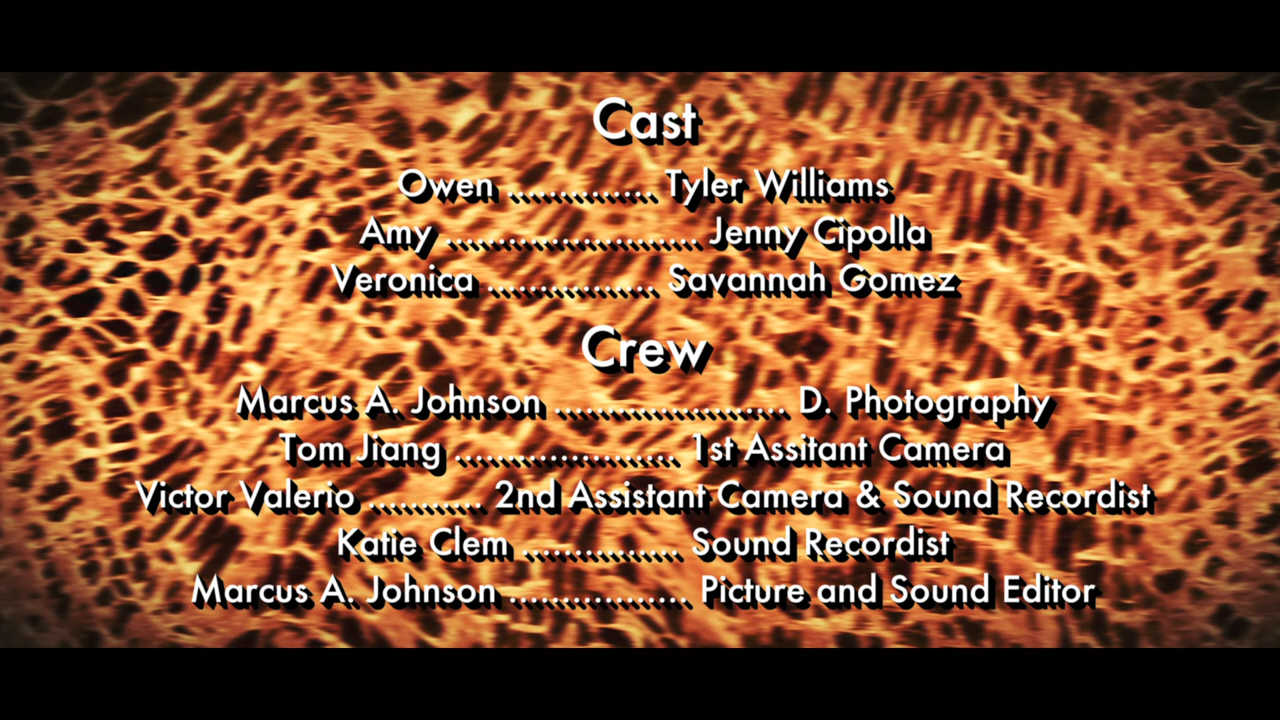 Cast
Owen .............. Tyler Williams
Amy ........................ Jenny Cipolla
Veronica ................ Savannah Gomez
Crew
Marcus A. Johnson ...................... D. Photography
Tom Jiang ..................... 1st Assitant Camera
Victor Valerio ........... 2nd Assistant Camera & Sound Recordist
Katie Clem ............... Sound Recordist
Marcus A. Johnson ................. Picture and Sound Editor